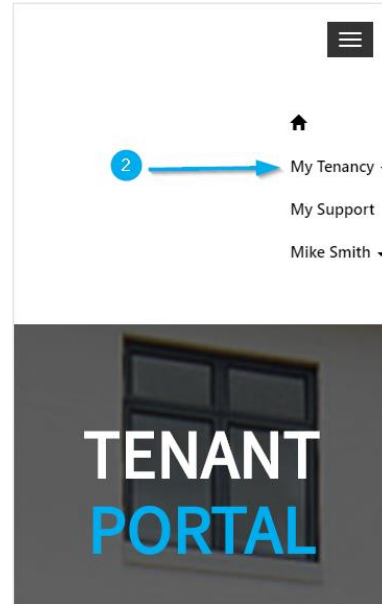 2
My Tenancy
My Support
Mike Smith
TENANT
PORTAL